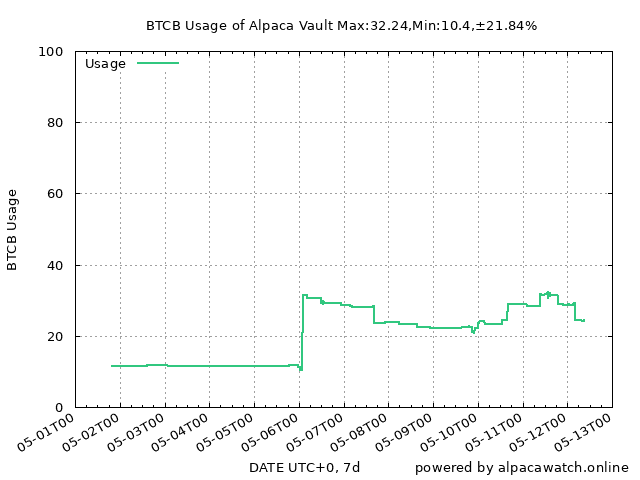 BTCB Usage of Alpaca Vault Max:32.24,Min:10.4,±21.84%
Usage
BTCB Usage
100
80
60
40
20
0
05-01T00
05-02T00
05-03T00
05-04T00
05-05T00
05-06T00
05-07T00
05-08T00
05-09T00
05-10T00
05-11T00
05-12T00
05-13T00
DATE UTC+0, 7d
powered by alpacawatch.online